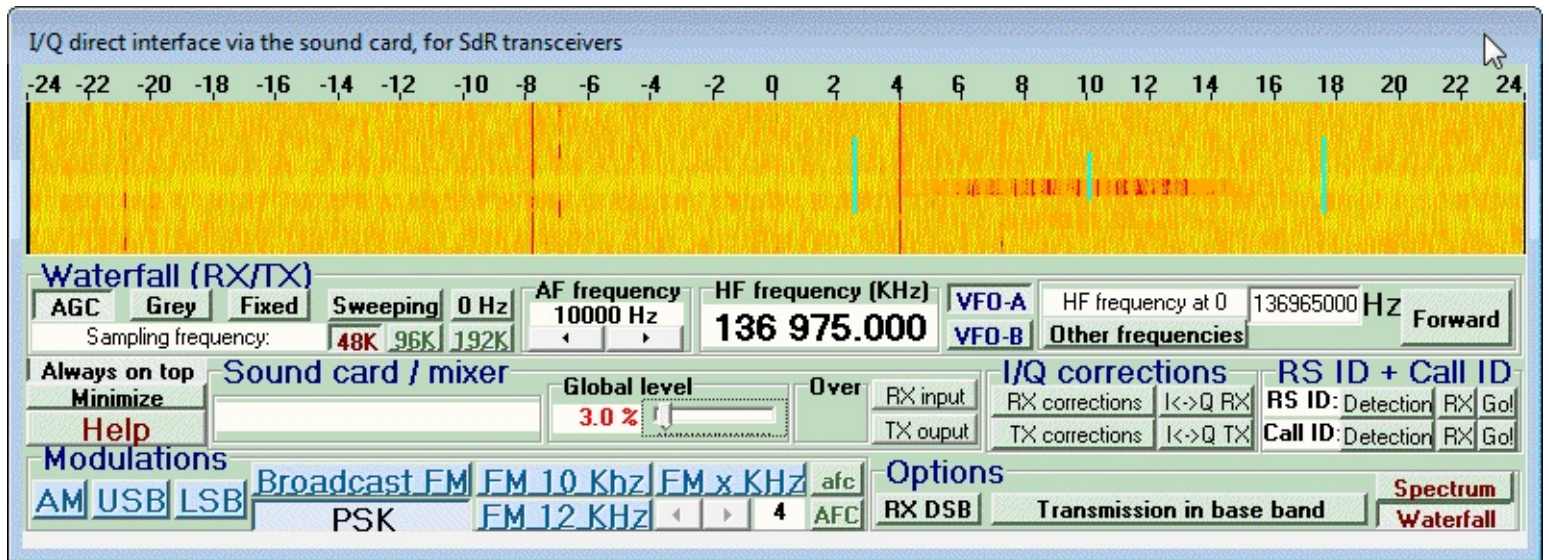 I/Q direct interface via the sound card, for SdR transceivers
-24 -22 -20 -18 -16 -14 -12 -10 -8 -6 -4 -2 0 2 4 6 8 10 12 14 16 18 20 22 24
Waterfall (RX/TX)
AGC Grey Fixed Sweeping 0 Hz
Sampling frequency: 48K 96K 192K
AF frequency
10000 Hz
HF frequency (KHz)
136 975.000
VFO-A
VFO-B
HF frequency at 0 136965000 Hz
Other frequencies
Forward
Always on top
Minimize
Help
Sound card / mixer
Global level
3.0 %
Over
RX input
TX ouput
I/Q corrections
RX corrections I<->Q RX
TX corrections I<->Q TX
RS ID + Call ID
RS ID: Detection RX Go!
Call ID: Detection RX Go!
Modulations
AM USB LSB
Broadcast FM
PSK
FM 10 Khz
FM 12 KHz
FM x KHz
4
afc
AFC
Options
RX DSB
Transmission in base band
Spectrum
Waterfall